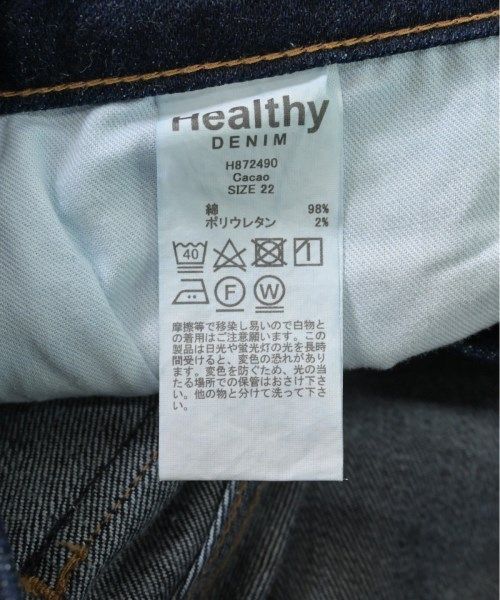 Healthy
DENIM
H872490
Cacao
SIZE 22
綿 98%
ポリウレタン 2%
40
F W
摩擦等で移染し易いので白物と
の着用はご注意願います。この
製品は日光や蛍光灯の光を長時
間受けると、変色の恐れがあり
ます。変色を防ぐため、光の当
たる場所での保管はおさけ下さ
い。他の物と分けて洗って下さ
い。